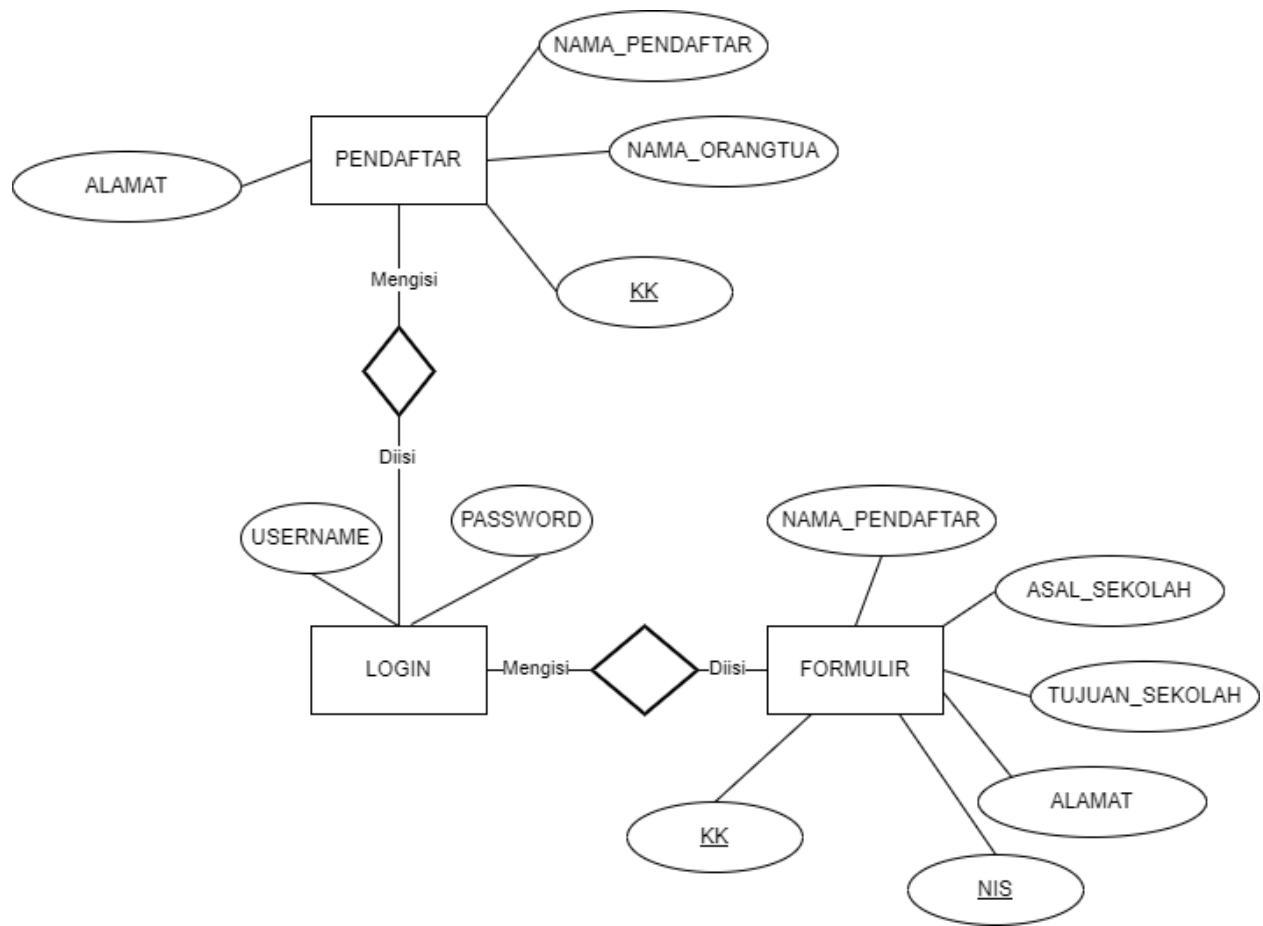 NAMA_PENDAFTAR
PENDAFTAR
NAMA_ORANGTUA
ALAMAT
Mengisi
KK
Diisi
USERNAME
PASSWORD
NAMA_PENDAFTAR
ASAL_SEKOLAH
LOGIN
Mengisi
Diisi
FORMULIR
TUJUAN_SEKOLAH
ALAMAT
KK
NIS